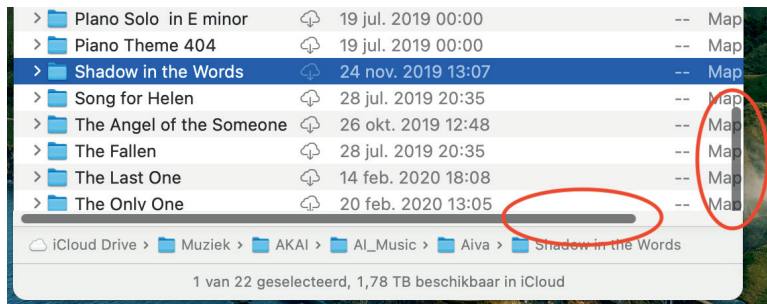 Piano Solo in E minor 19 jul. 2019 00:00 -- Map
Piano Theme 404 19 jul. 2019 00:00 -- Map
Shadow in the Words 24 nov. 2019 13:07 -- Map
Song for Helen 28 jul. 2019 20:35 -- Map
The Angel of the Someone 26 okt. 2019 12:48 -- Map
The Fallen 28 jul. 2019 20:35 -- Map
The Last One 14 feb. 2020 18:08 -- Map
The Only One 20 feb. 2020 13:05 -- Map
iCloud Drive › Muziek › AKAI › AI_Music › Aiva › Shadow in the Words
1 van 22 geselecteerd, 1,78 TB beschikbaar in iCloud